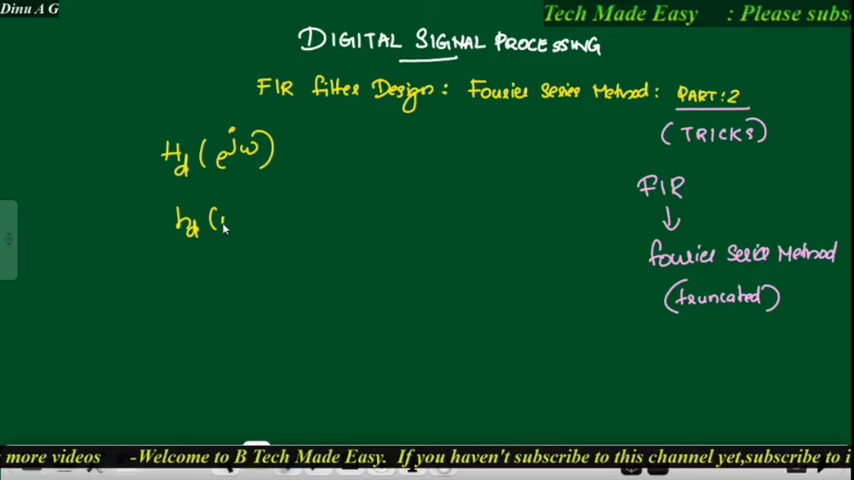 Dinu A G
Tech Made Easy : Please subs
DIGITAL SIGNAL PROCESSING
FIR filter Design: Fourier Series Method: PART:2
(TRICKS)
H_d(e^{jω})
FIR
↓
h_d(
fourier Series Method
(truncated)
more videos -Welcome to B Tech Made Easy. If you haven't subscribe to this channel yet,subscribe to i